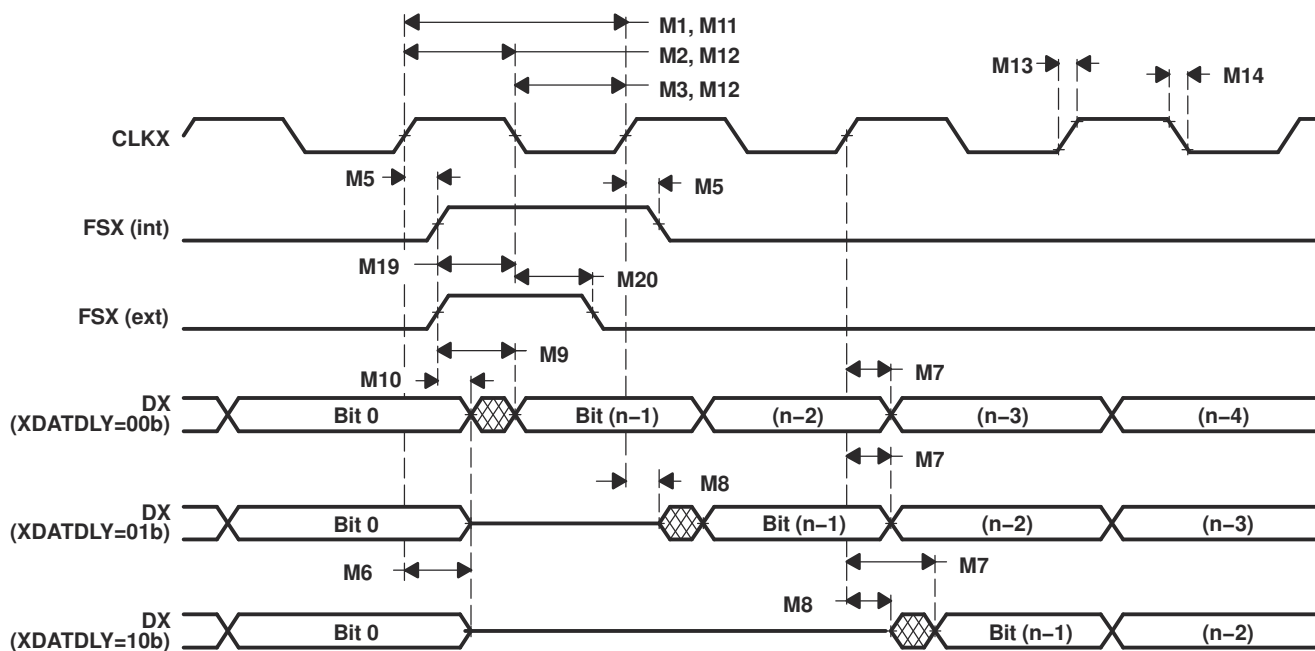 M1, M11
M2, M12
M3, M12
M13
M14
CLKX
M5
M5
FSX (int)
M19
M20
FSX (ext)
M9
M10
M7
DX
(XDATDLY=00b)
Bit 0
Bit (n−1)
(n−2)
(n−3)
(n−4)
M7
M8
DX
(XDATDLY=01b)
Bit 0
Bit (n−1)
(n−2)
(n−3)
M6
M7
M8
DX
(XDATDLY=10b)
Bit 0
Bit (n−1)
(n−2)